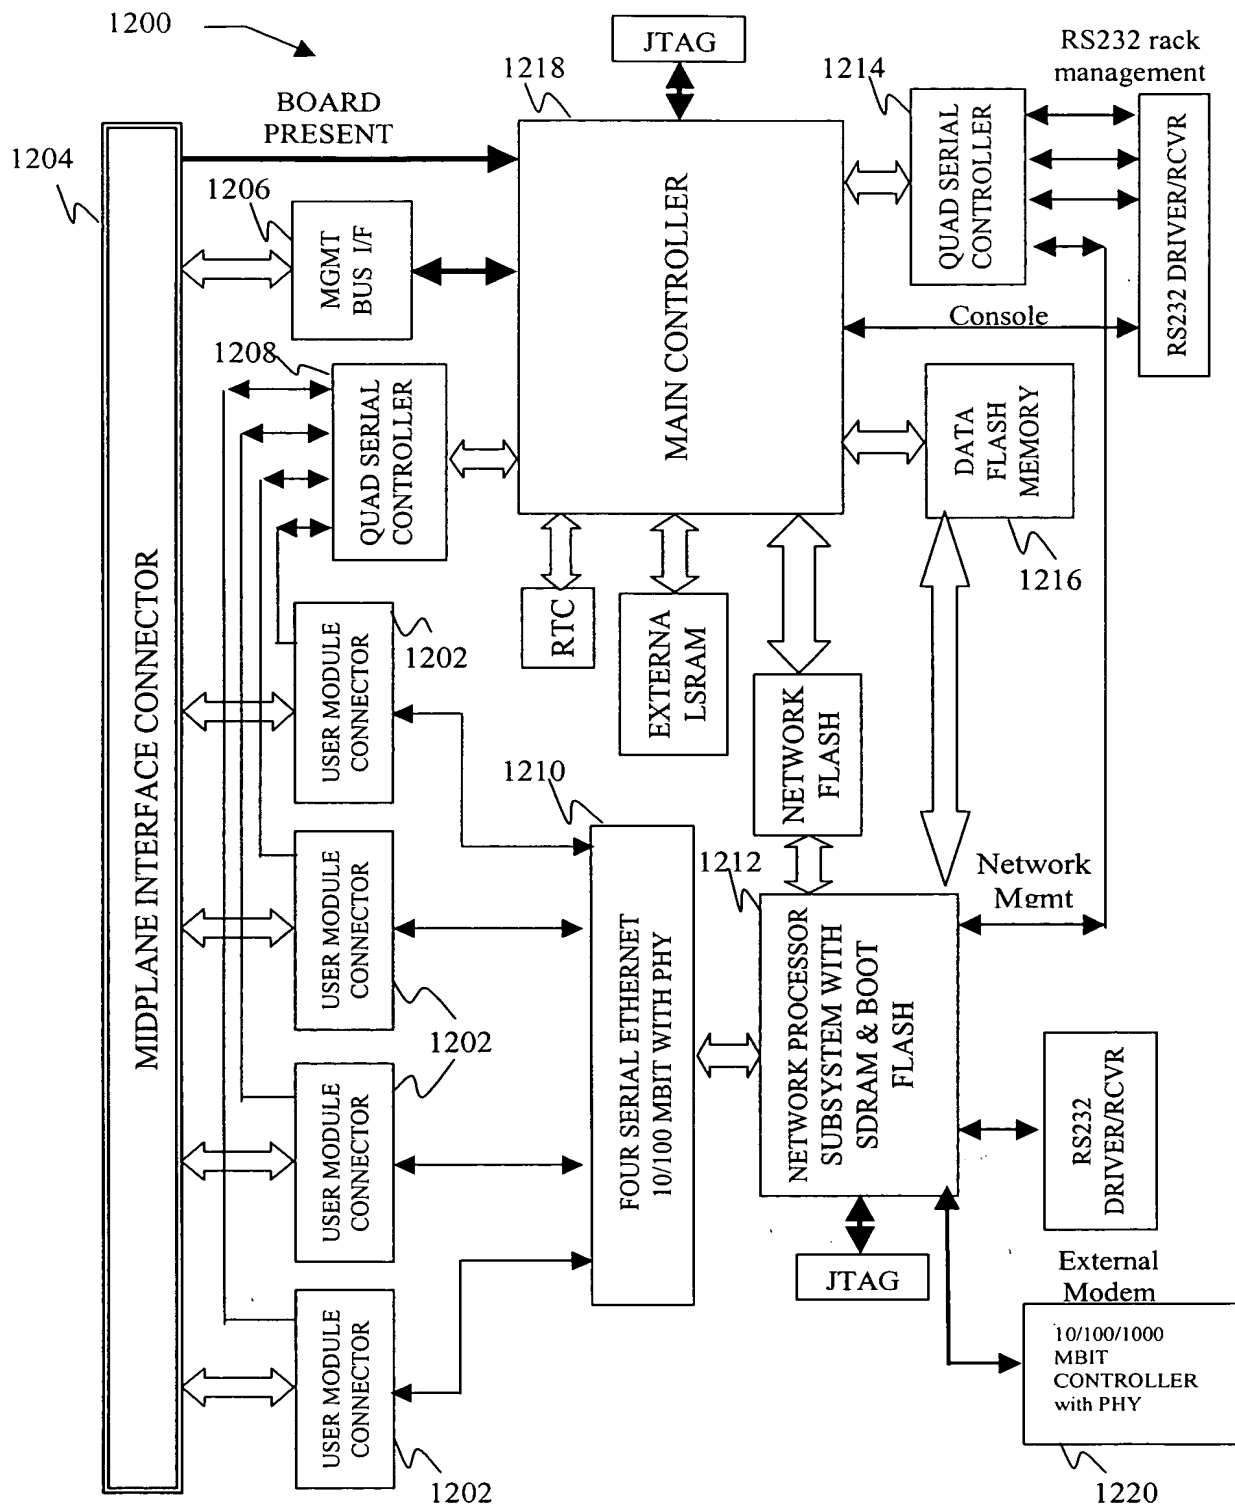 1200
JTAG
RS232 rack
management
1218
1214
BOARD
PRESENT
1204
1206
MGMT
BUS I/F
MAIN CONTROLLER
QUAD SERIAL
CONTROLLER
RS232 DRIVER/RCVR
Console
1208
QUAD SERIAL
CONTROLLER
DATA
FLASH
MEMORY
1216
MIDPLANE INTERFACE CONNECTOR
RTC
EXTERNA
LSRAM
NETWORK
FLASH
USER MODULE
CONNECTOR
1202
1210
1212
Network
Mgmt
USER MODULE
CONNECTOR
1202
FOUR SERIAL ETHERNET
10/100 MBIT WITH PHY
NETWORK PROCESSOR
SUBSYSTEM WITH
SDRAM & BOOT
FLASH
RS232
DRIVER/RCVR
USER MODULE
CONNECTOR
JTAG
External
Modem
USER MODULE
CONNECTOR
1202
10/100/1000
MBIT
CONTROLLER
with PHY
1220